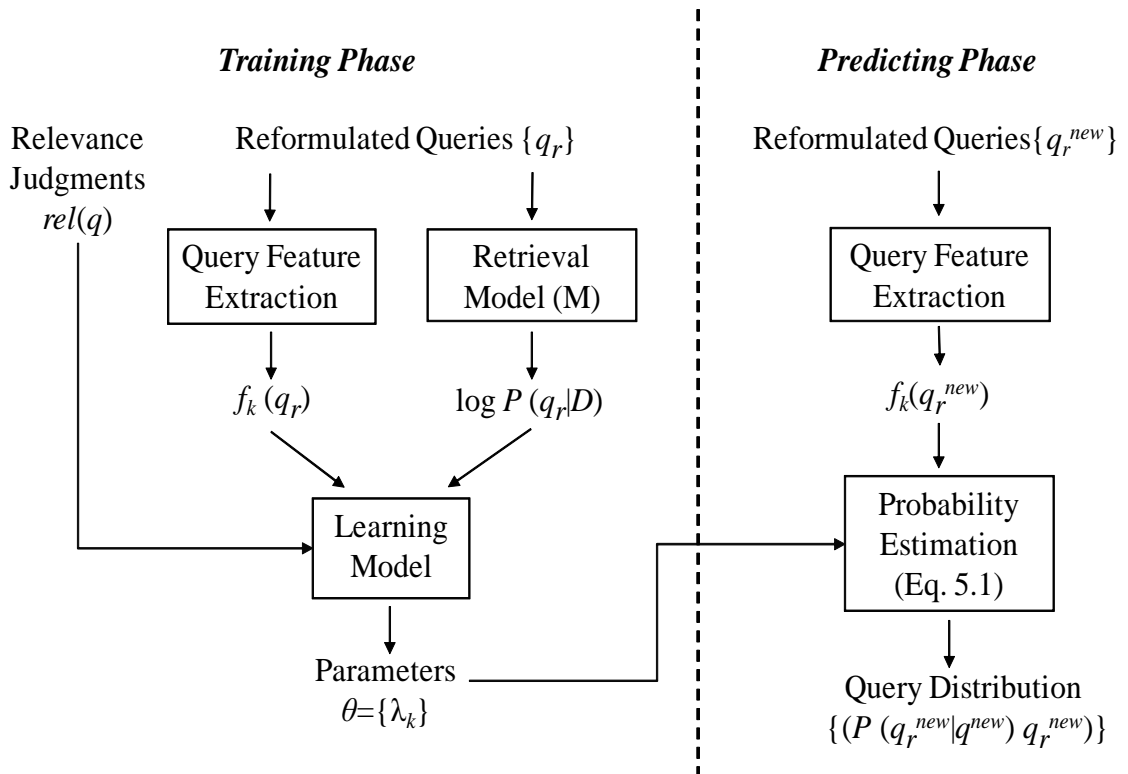 Training Phase
Relevance
Judgments
rel(q)
Reformulated Queries {q_r}
Query Feature
Extraction
Retrieval
Model (M)
f_k (q_r)
log P (q_r|D)
Learning
Model
Parameters
θ={λ_k}
Predicting Phase
Reformulated Queries{q_r^new}
Query Feature
Extraction
f_k(q_r^new)
Probability
Estimation
(Eq. 5.1)
Query Distribution
{(P (q_r^new|q^new) q_r^new)}